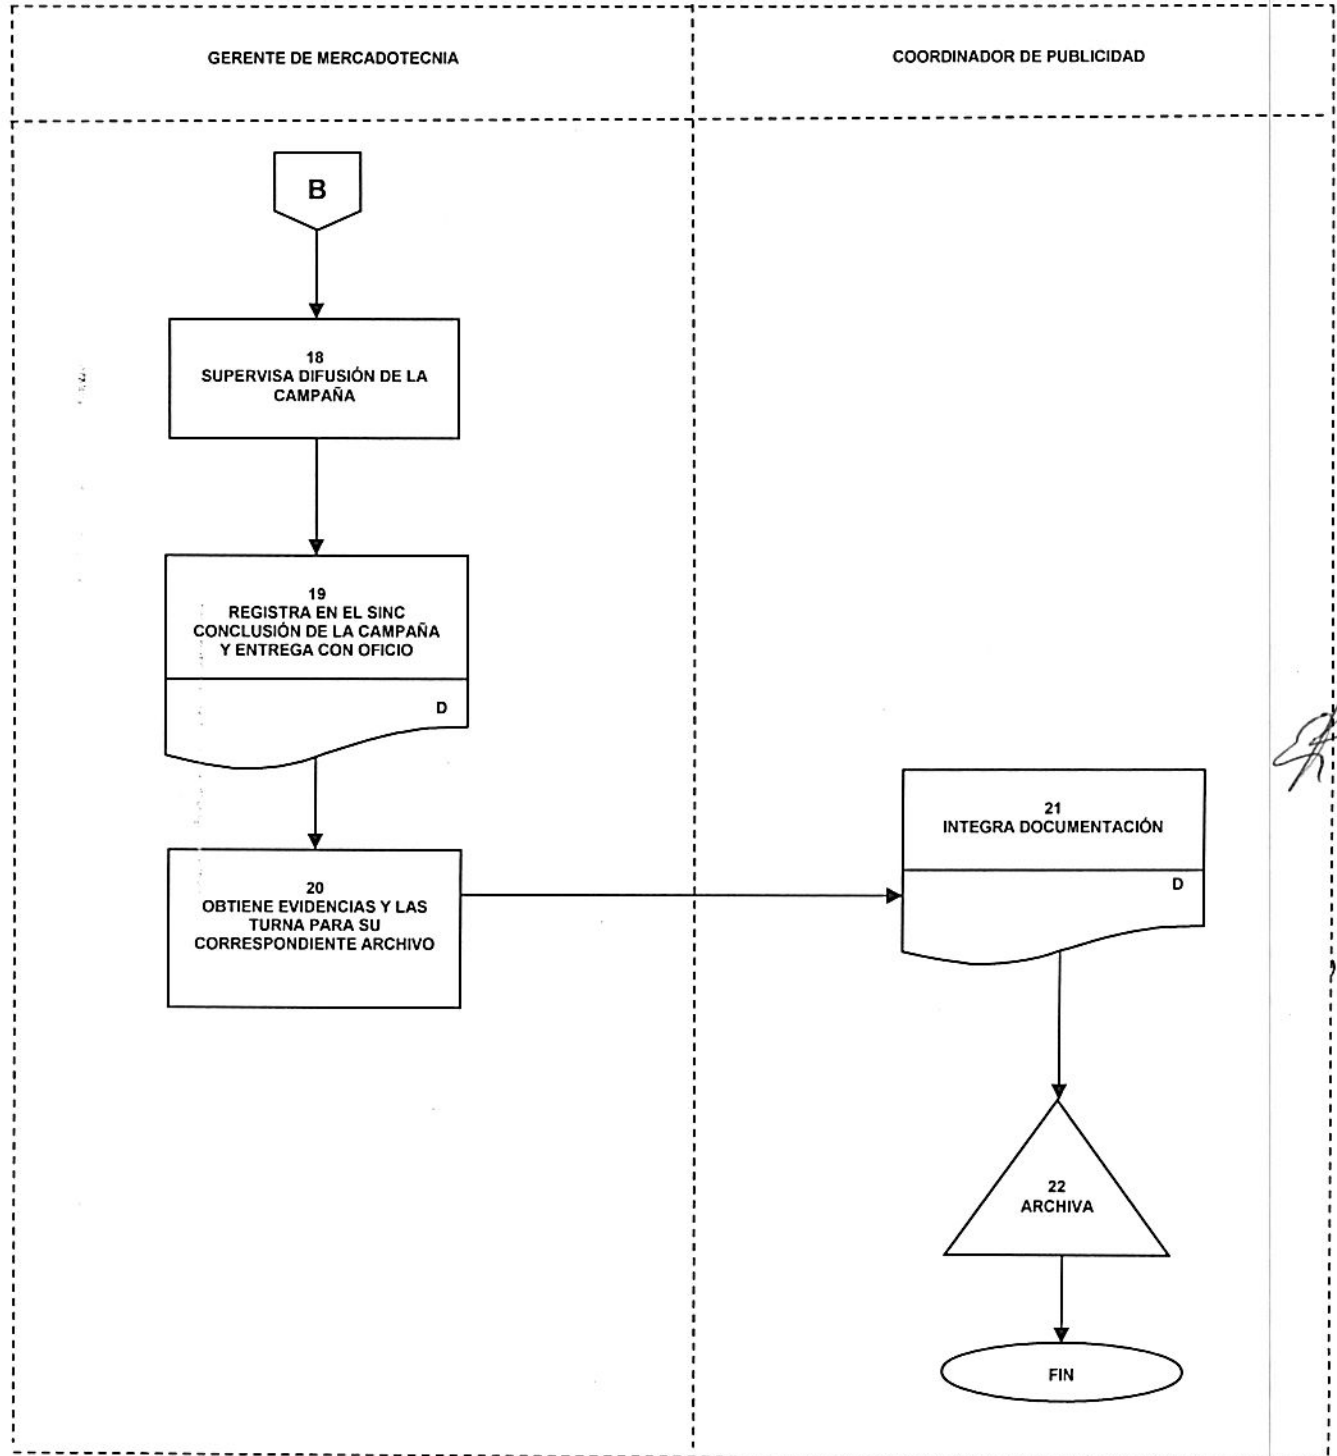 GERENTE DE MERCADOTECNIA
COORDINADOR DE PUBLICIDAD
B
18
SUPERVISA DIFUSIÓN DE LA
CAMPAÑA
19
REGISTRA EN EL SINC
CONCLUSIÓN DE LA CAMPAÑA
Y ENTREGA CON OFICIO
D
20
OBTIENE EVIDENCIAS Y LAS
TURNA PARA SU
CORRESPONDIENTE ARCHIVO
21
INTEGRA DOCUMENTACIÓN
D
22
ARCHIVA
FIN